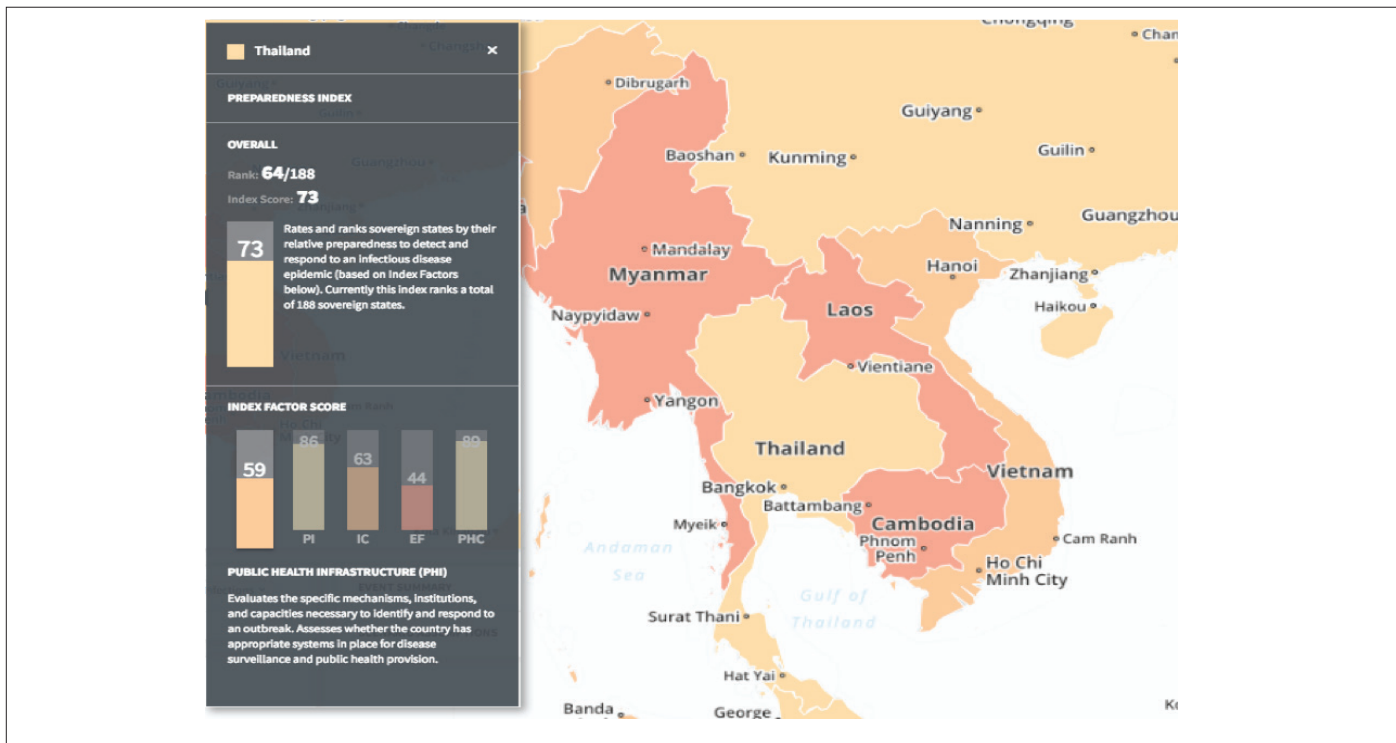 Thailand
×
PREPAREDNESS INDEX
OVERALL
Rank: 64/188
Index Score: 73
73
Rates and ranks sovereign states by their
relative preparedness to detect and
respond to an infectious disease
epidemic (based on Index Factors
below). Currently this index ranks a total
of 188 sovereign states.
Vietnam
INDEX FACTOR SCORE
59
86
63
44
89
PI
IC
EF
PHC
PUBLIC HEALTH INFRASTRUCTURE (PHI)
Evaluates the specific mechanisms, institutions,
and capacities necessary to identify and respond to
an outbreak. Assesses whether the country has
appropriate systems in place for disease
surveillance and public health provision.
Chongqing
Chan
Dibrugarh
Guiyang
Baoshan
Kunming
Guilin
Nanning
Guangzhou
Mandalay
Myanmar
Hanoi
Zhanjiang
Laos
Haikou
Naypyidaw
Vientiane
Yangon
Thailand
Vietnam
Bangkok
Battambang
Myeik
Cambodia
Phnom
Penh
Cam Ranh
Ho Chi
Minh City
Andaman
Sea
Gulf of
Thailand
Surat Thani
Hat Yai
Banda
George